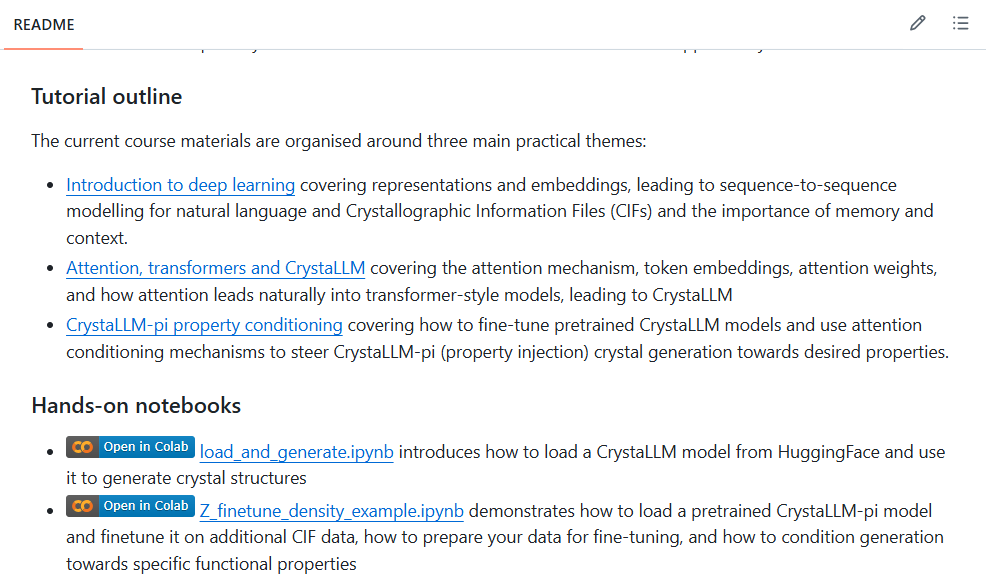 README
Tutorial outline
The current course materials are organised around three main practical themes:
Introduction to deep learning covering representations and embeddings, leading to sequence-to-sequence
modelling for natural language and Crystallographic Information Files (CIFs) and the importance of memory and
context.
Attention, transformers and CrystaLLM covering the attention mechanism, token embeddings, attention weights,
and how attention leads naturally into transformer-style models, leading to CrystaLLM
CrystaLLM-pi property conditioning covering how to fine-tune pretrained CrystaLLM models and use attention
conditioning mechanisms to steer CrystaLLM-pi (property injection) crystal generation towards desired properties.
Hands-on notebooks
Open in Colab load_and_generate.ipynb introduces how to load a CrystaLLM model from HuggingFace and use
it to generate crystal structures
Open in Colab Z_finetune_density_example.ipynb demonstrates how to load a pretrained CrystaLLM-pi model
and finetune it on additional CIF data, how to prepare your data for fine-tuning, and how to condition generation
towards specific functional properties